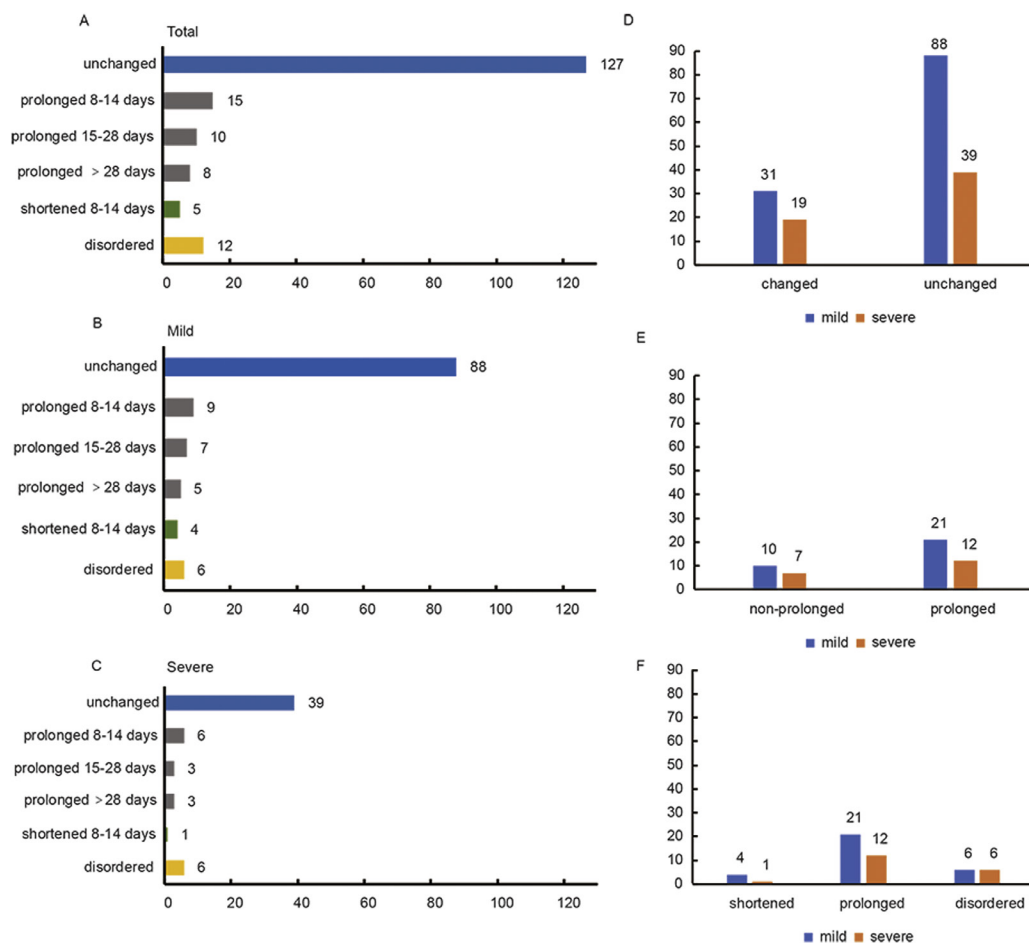 A
Total
unchanged 127
prolonged 8-14 days 15
prolonged 15-28 days 10
prolonged > 28 days 8
shortened 8-14 days 5
disordered 12
0 20 40 60 80 100 120
B
Mild
unchanged 88
prolonged 8-14 days 9
prolonged 15-28 days 7
prolonged > 28 days 5
shortened 8-14 days 4
disordered 6
0 20 40 60 80 100 120
C
Severe
unchanged 39
prolonged 8-14 days 6
prolonged 15-28 days 3
prolonged > 28 days 3
shortened 8-14 days 1
disordered 6
0 20 40 60 80 100 120
D
90
80
70
60
50
40
30
20
10
0
31 19 88 39
changed unchanged
mild severe
E
90
80
70
60
50
40
30
20
10
0
10 7 21 12
non-prolonged prolonged
mild severe
F
90
80
70
60
50
40
30
20
10
0
4 1 21 12 6 6
shortened prolonged disordered
mild severe